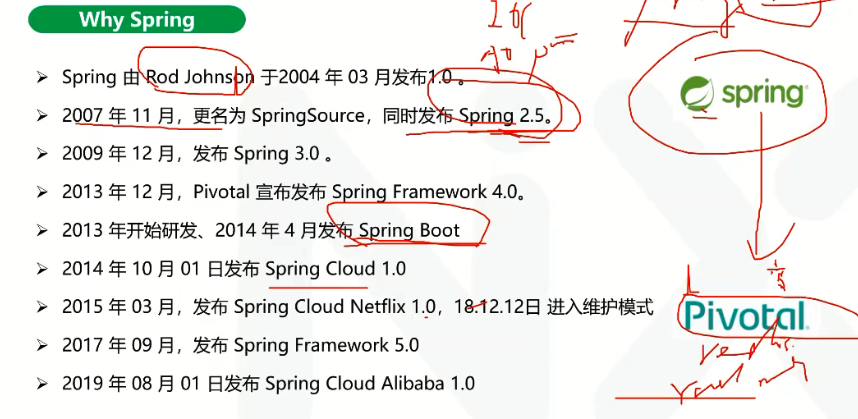 Why Spring
Spring 由 Rod Johnson 于2004 年 03 月发布1.0 。
2007 年 11 月，更名为 SpringSource，同时发布 Spring 2.5。
2009 年 12 月，发布 Spring 3.0 。
2013 年 12 月，Pivotal 宣布发布 Spring Framework 4.0。
2013 年开始研发、2014 年 4 月发布 Spring Boot
2014 年 10 月 01 日发布 Spring Cloud 1.0
2015 年 03 月，发布 Spring Cloud Netflix 1.0，18.12.12日 进入维护模式
2017 年 09 月，发布 Spring Framework 5.0
2019 年 08 月 01 日发布 Spring Cloud Alibaba 1.0
spring
Pivotal